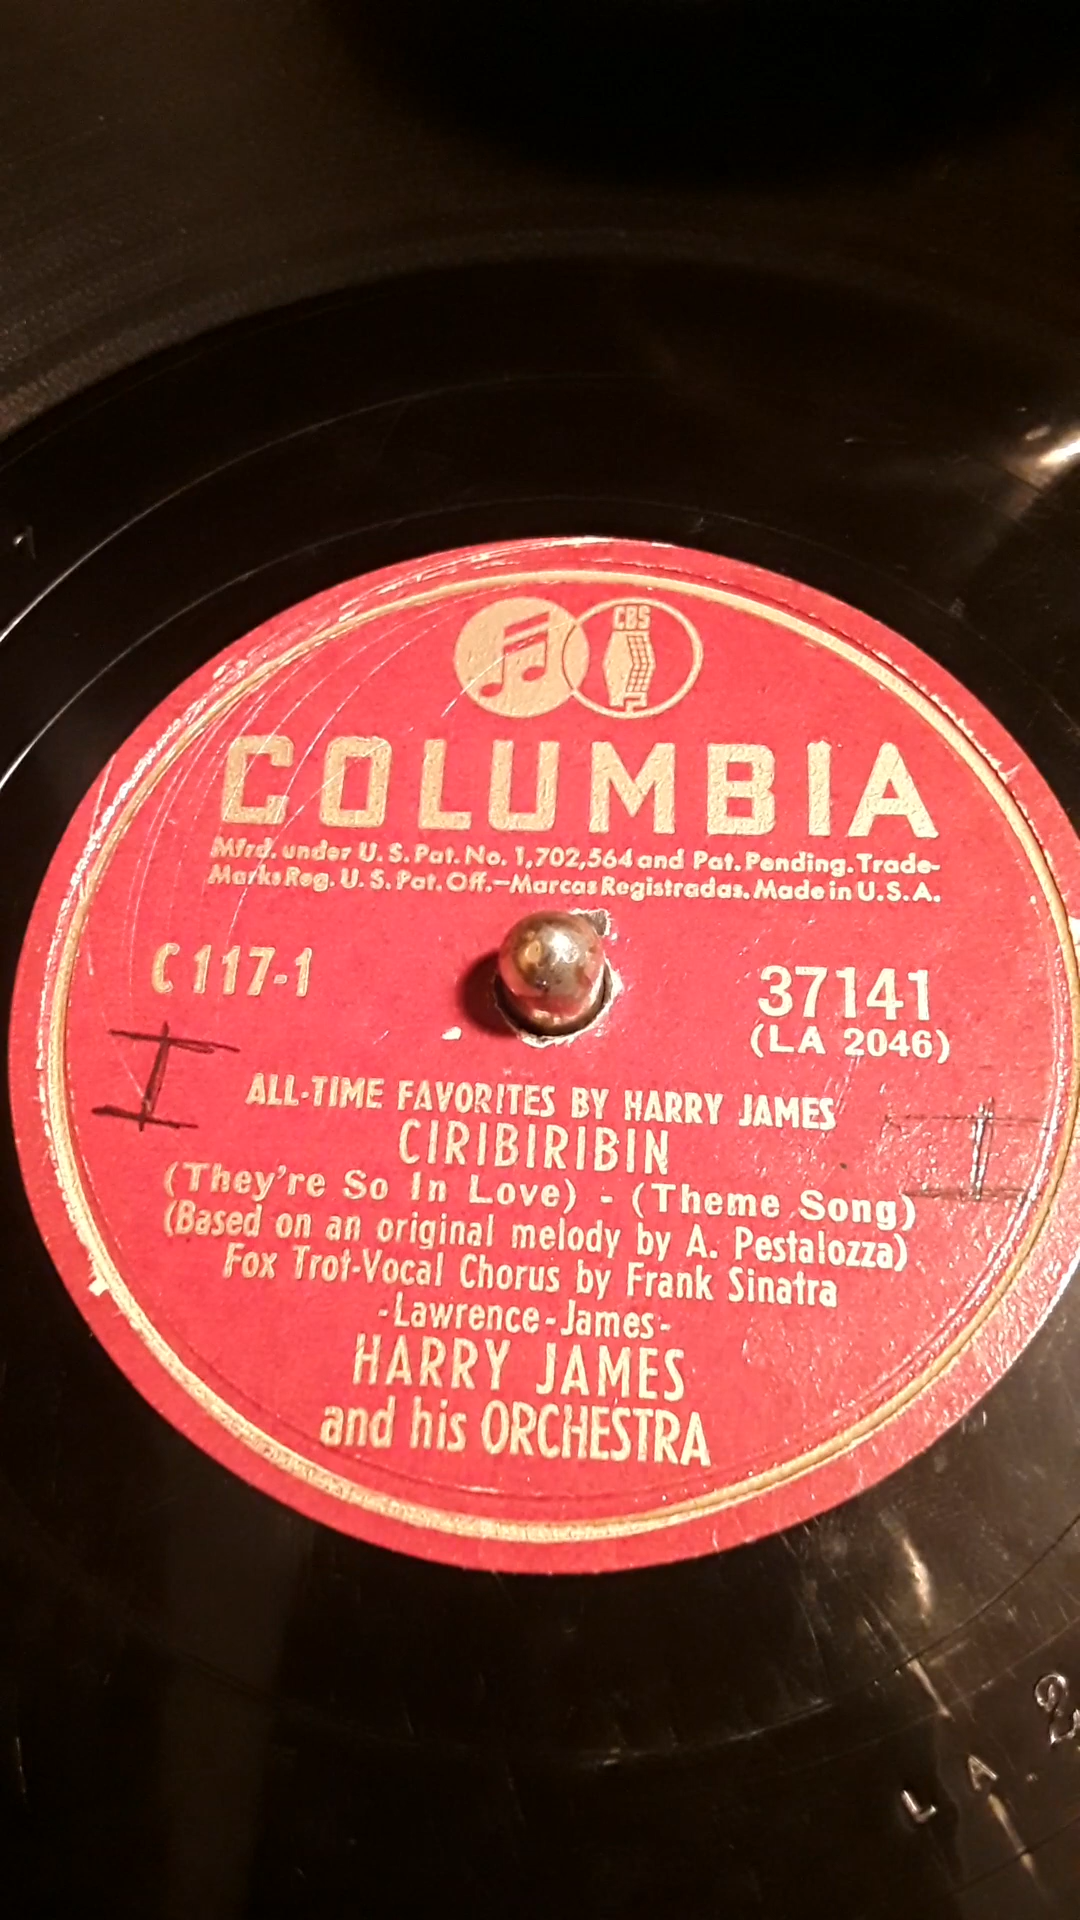 CBS
COLUMBIA
Mfrd. under U. S. Pat. No. 1,702,564 and Pat. Pending. Trade-
Marks Reg. U. S. Pat. Off.—Marcas Registradas. Made in U.S.A.
C 117-1
37141
(LA 2046)
I
I
ALL-TIME FAVORITES BY HARRY JAMES
CIRIBIRIBIN
(They're So In Love) - (Theme Song)
(Based on an original melody by A. Pestalozza)
Fox Trot-Vocal Chorus by Frank Sinatra
-Lawrence-James-
HARRY JAMES
and his ORCHESTRA
L A 2